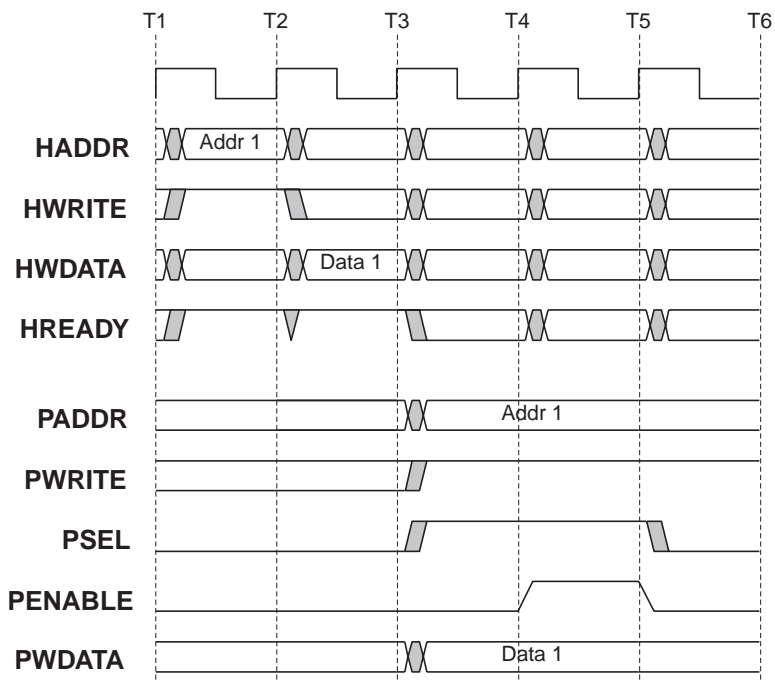 T1 T2 T3 T4 T5 T6
HADDR Addr 1
HWRITE
HWDATA Data 1
HREADY
PADDR Addr 1
PWRITE
PSEL
PENABLE
PWDATA Data 1